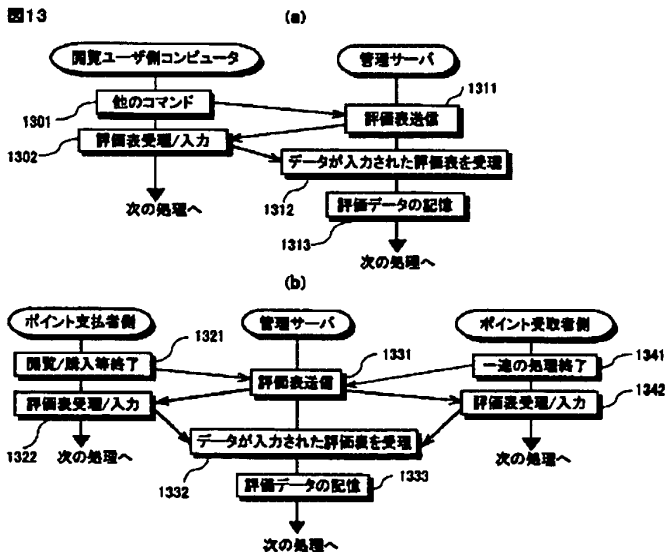 図13
(a)
閲覧ユーザ側コンピュータ
管理サーバ
1301
他のコマンド
1311
評価表送信
1302
評価表受理/入力
データが入力された評価表を受理
1312
次の処理へ
評価データの記憶
1313
次の処理へ
(b)
ポイント支払者側
管理サーバ
ポイント受取者側
1321
閲覧/購入等終了
1331
評価表送信
一連の処理終了
1341
評価表受理/入力
評価表受理/入力
1342
1322
次の処理へ
データが入力された評価表を受理
1332
次の処理へ
評価データの記憶
1333
次の処理へ